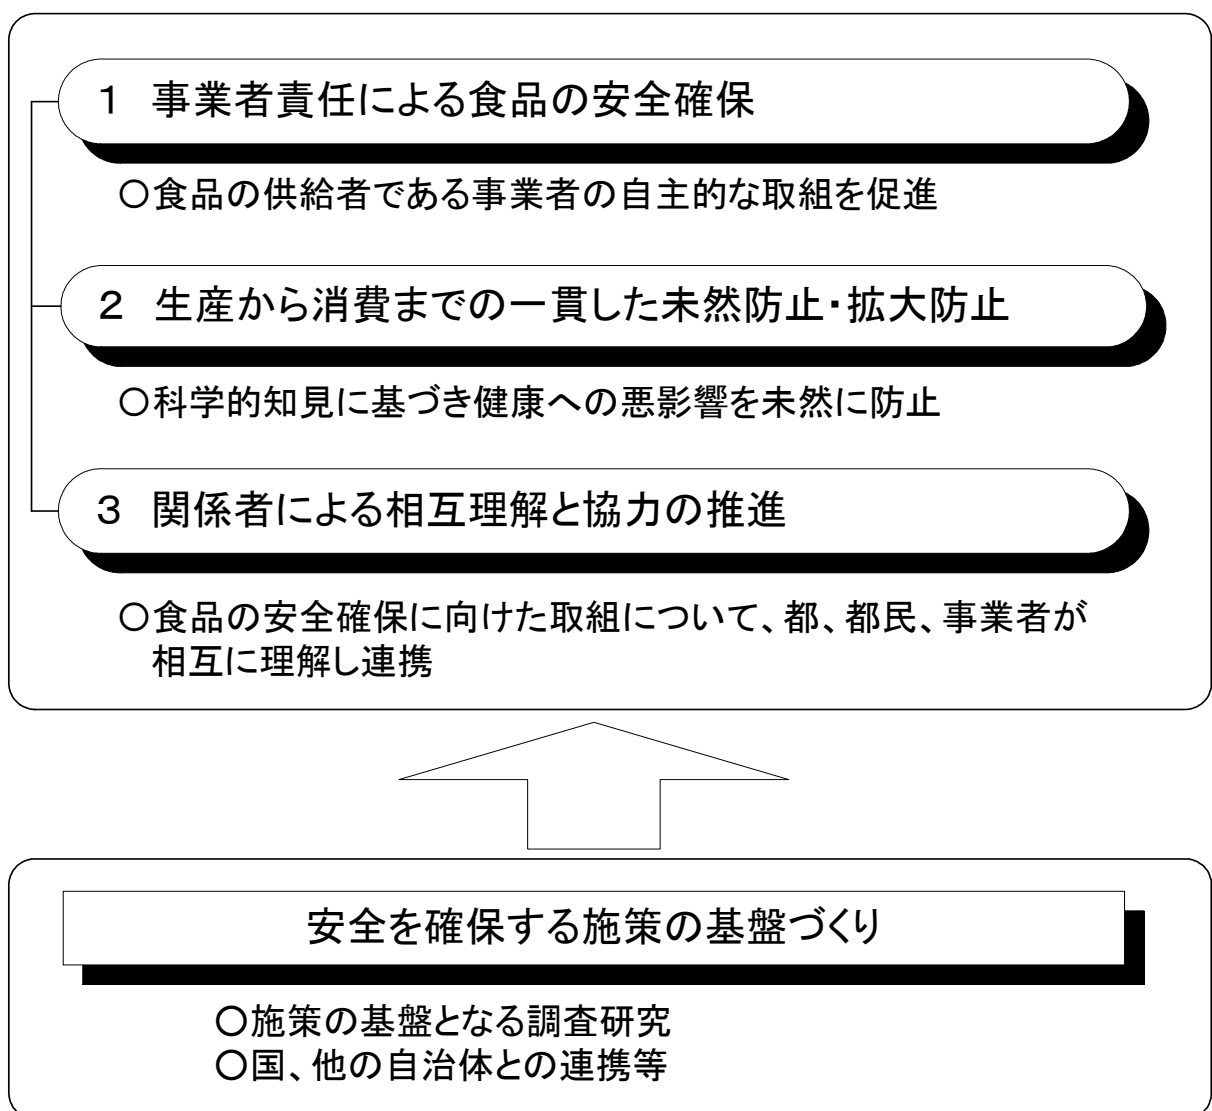 １ 事業者責任による食品の安全確保
○食品の供給者である事業者の自主的な取組を促進
２ 生産から消費までの一貫した未然防止・拡大防止
○科学的知見に基づき健康への悪影響を未然に防止
３ 関係者による相互理解と協力の推進
○食品の安全確保に向けた取組について、都、都民、事業者が
相互に理解し連携
安全を確保する施策の基盤づくり
○施策の基盤となる調査研究
○国、他の自治体との連携等